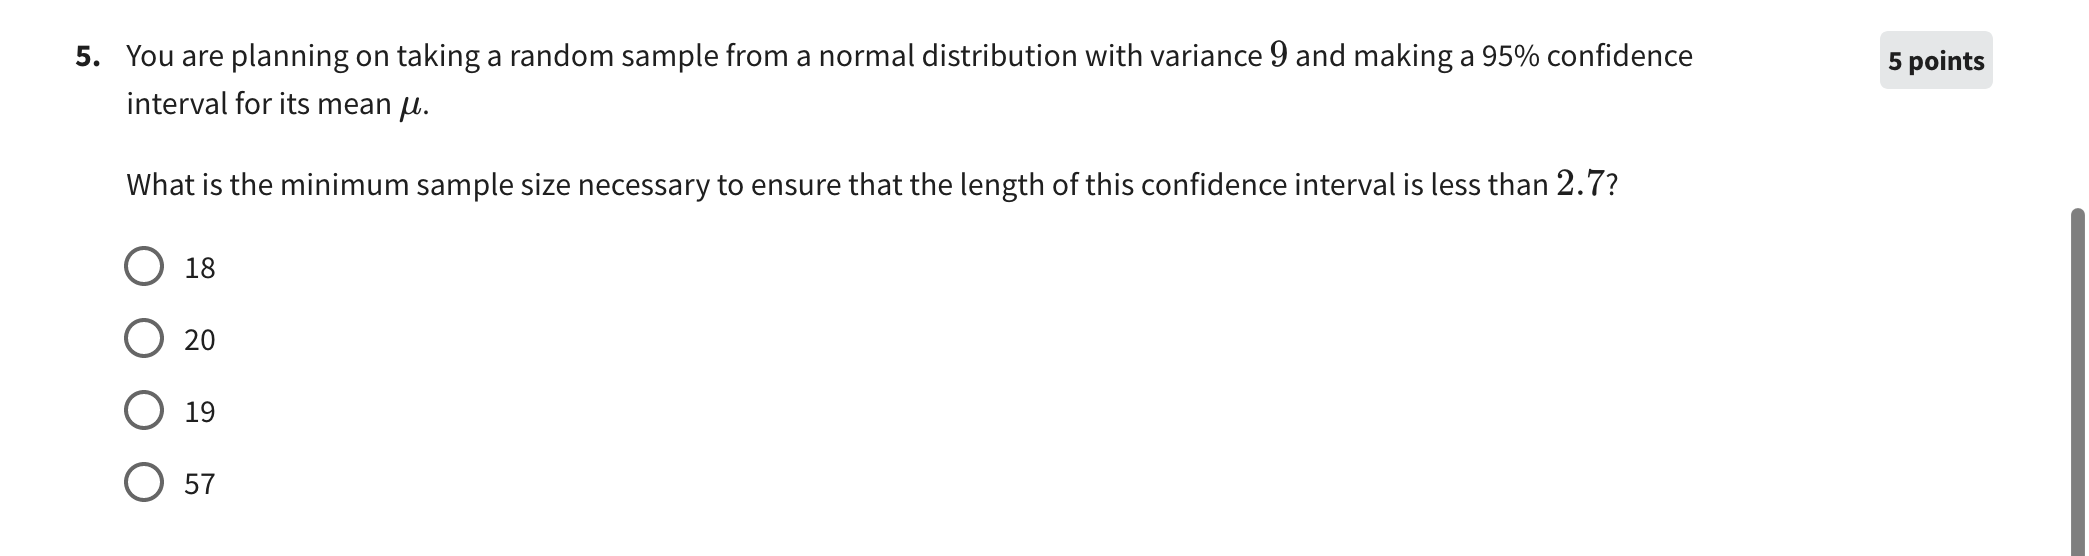 5. You are planning on taking a random sample from a normal distribution with variance 9 and making a 95% confidence
5 points
interval for its mean μ.
What is the minimum sample size necessary to ensure that the length of this confidence interval is less than 2.7?
18
20
19
57